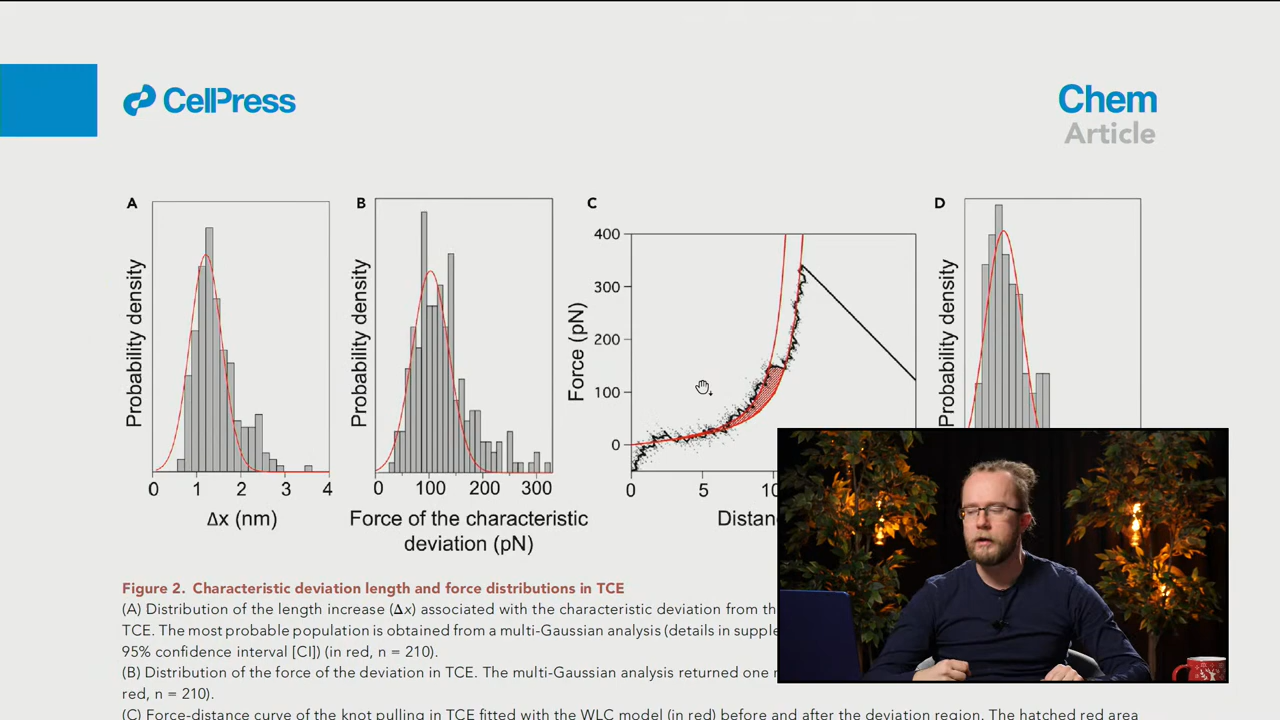 CellPress
Chem
Article
A
B
C
D
Probability density
Probability density
Force (pN)
Probability density
400
300
200
100
0
0 1 2 3 4
0 100 200 300
0 5 10
Δx (nm)
Force of the characteristic
deviation (pN)
Figure 2. Characteristic deviation length and force distributions in TCE
(A) Distribution of the length increase (Δx) associated with the characteristic deviation from
TCE. The most probable population is obtained from a multi-Gaussian analysis (details in
95% confidence interval [CI]) (in red, n = 210).
(B) Distribution of the force of the deviation in TCE. The multi-Gaussian analysis returned one
red, n = 210).
(C) Force-distance curve of the knot pulling in TCE fitted with the WLC model (in red) before and after the deviation region. The hatched red area